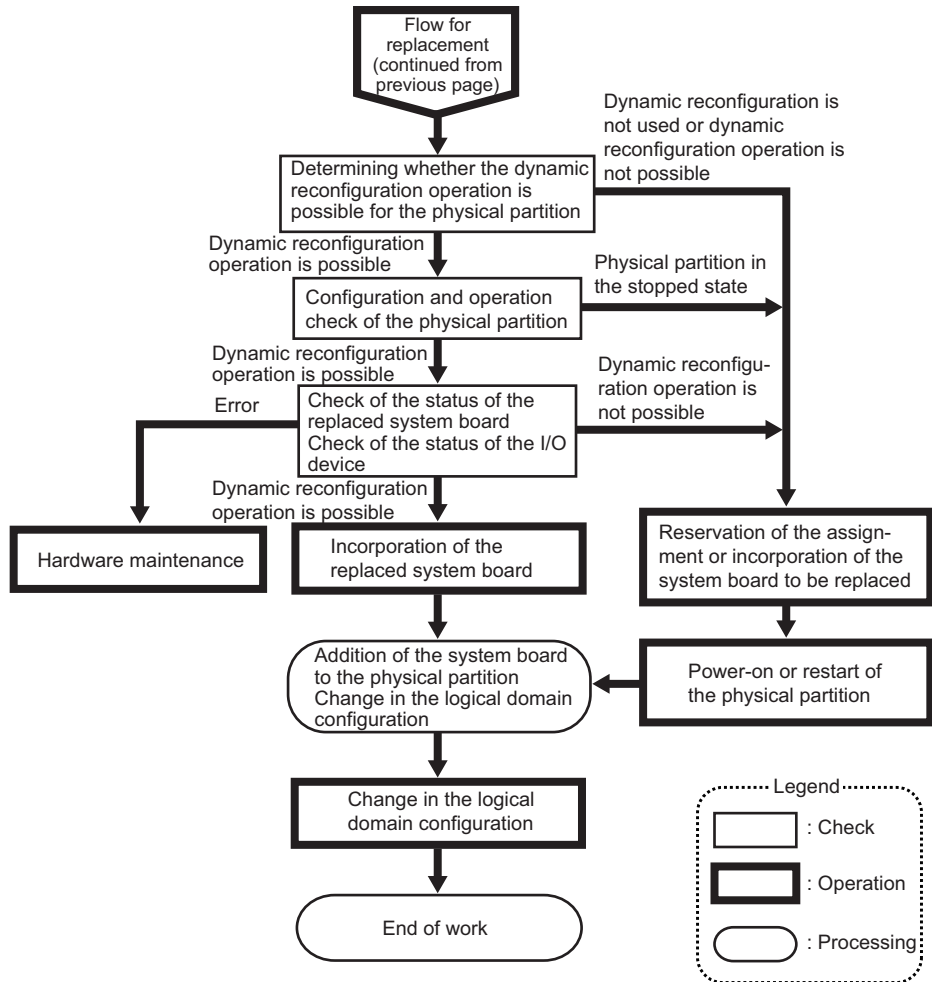 Flow for
replacement
(continued from
previous page)
Dynamic reconfiguration is
not used or dynamic
reconfiguration operation is
not possible
Determining whether the dynamic
reconfiguration operation is
possible for the physical partition
Dynamic reconfiguration
operation is possible
Physical partition in
the stopped state
Configuration and operation
check of the physical partition
Dynamic reconfiguration
operation is possible
Dynamic reconfigu-
ration operation is
not possible
Error
Check of the status of the
replaced system board
Check of the status of the I/O
device
Dynamic reconfiguration
operation is possible
Hardware maintenance
Incorporation of the
replaced system board
Reservation of the assign-
ment or incorporation of the
system board to be replaced
Addition of the system board
to the physical partition
Change in the logical domain
configuration
Power-on or restart of
the physical partition
Change in the logical
domain configuration
End of work
Legend
: Check
: Operation
: Processing